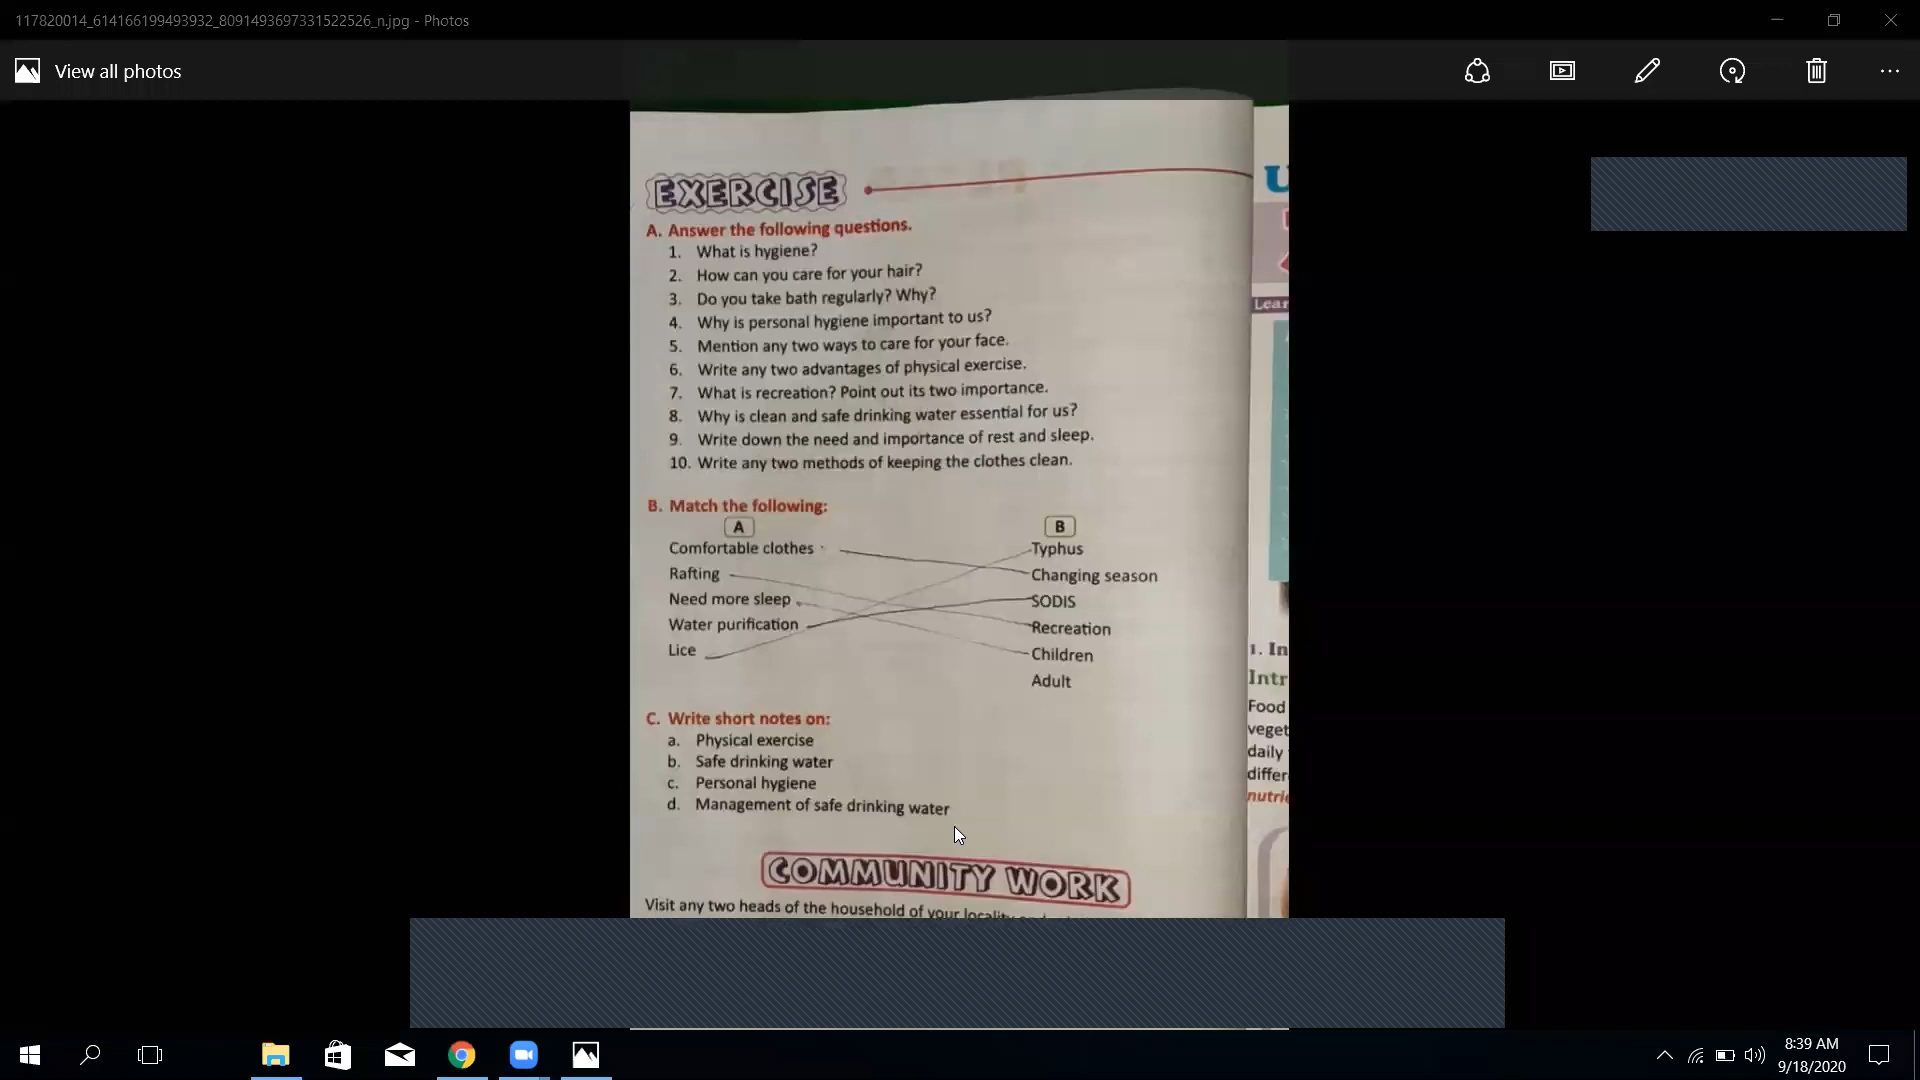 117820014_614166199493932_8091493697331522526_n.jpg - Photos
View all photos
EXERCISE
A. Answer the following questions.
1. What is hygiene?
2. How can you care for your hair?
3. Do you take bath regularly? Why?
4. Why is personal hygiene important to us?
5. Mention any two ways to care for your face.
6. Write any two advantages of physical exercise.
7. What is recreation? Point out its two importance.
8. Why is clean and safe drinking water essential for us?
9. Write down the need and importance of rest and sleep.
10. Write any two methods of keeping the clothes clean.
B. Match the following:
A B
Comfortable clothes Typhus
Rafting Changing season
Need more sleep SODIS
Water purification Recreation
Lice Children
Adult
C. Write short notes on:
a. Physical exercise
b. Safe drinking water
c. Personal hygiene
d. Management of safe drinking water
COMMUNITY WORK
Visit any two heads of the household of your locality
U
Lear
1. In
Intr
Food
veget
daily
differ
nutrie
8:39 AM
9/18/2020